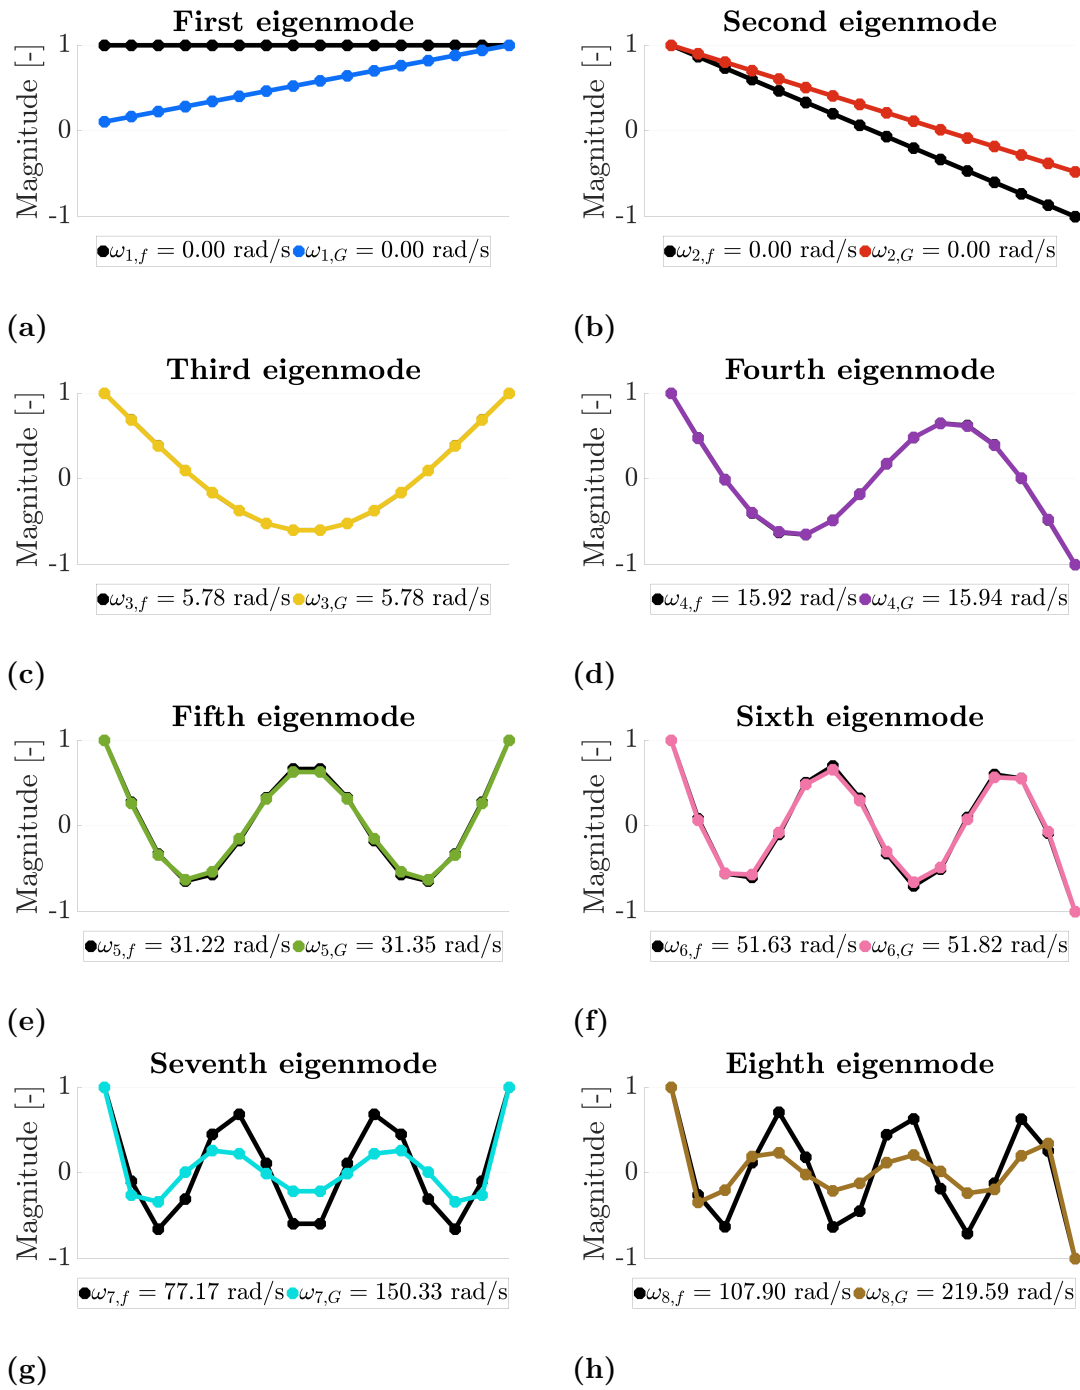 First eigenmode
Magnitude [-]
1
0
-1
ω1,f = 0.00 rad/s ω1,G = 0.00 rad/s
(a)
Second eigenmode
Magnitude [-]
1
0
-1
ω2,f = 0.00 rad/s ω2,G = 0.00 rad/s
(b)
Third eigenmode
Magnitude [-]
1
0
-1
ω3,f = 5.78 rad/s ω3,G = 5.78 rad/s
(c)
Fourth eigenmode
Magnitude [-]
1
0
-1
ω4,f = 15.92 rad/s ω4,G = 15.94 rad/s
(d)
Fifth eigenmode
Magnitude [-]
1
0
-1
ω5,f = 31.22 rad/s ω5,G = 31.35 rad/s
(e)
Sixth eigenmode
Magnitude [-]
1
0
-1
ω6,f = 51.63 rad/s ω6,G = 51.82 rad/s
(f)
Seventh eigenmode
Magnitude [-]
1
0
-1
ω7,f = 77.17 rad/s ω7,G = 150.33 rad/s
(g)
Eighth eigenmode
Magnitude [-]
1
0
-1
ω8,f = 107.90 rad/s ω8,G = 219.59 rad/s
(h)